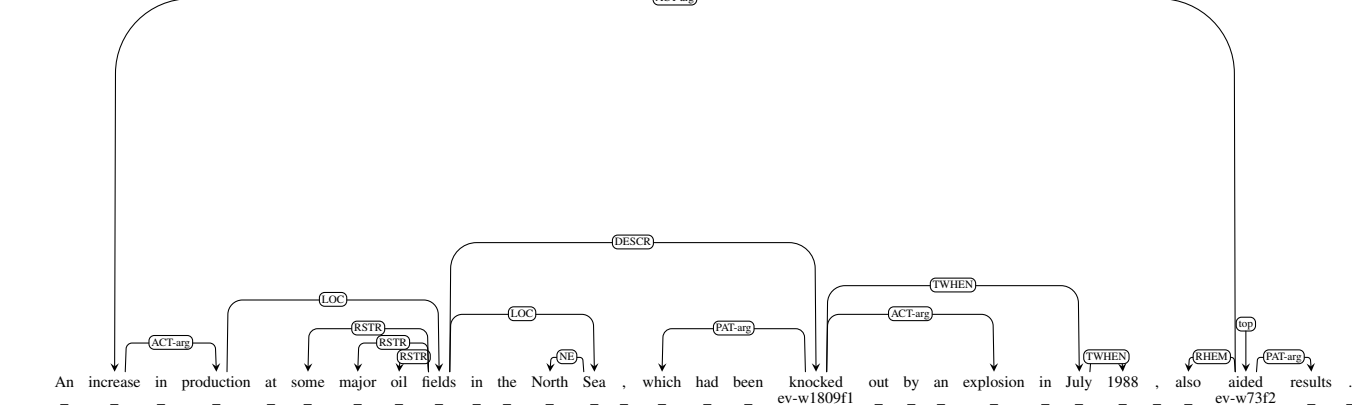 DESCR
TWHEN
LOC LOC ACT-arg
top
RSTR PAT-arg
ACT-arg RSTR
RSTR NE TWHEN RHEM PAT-arg
An increase in production at some major oil fields in the North Sea , which had been knocked out by an explosion in July 1988 , also aided results .
_ _ _ _ _ _ _ _ _ _ _ _ _ _ _ _ _ ev-w1809f1 _ _ _ _ _ _ _ _ _ ev-w73f2 _ _